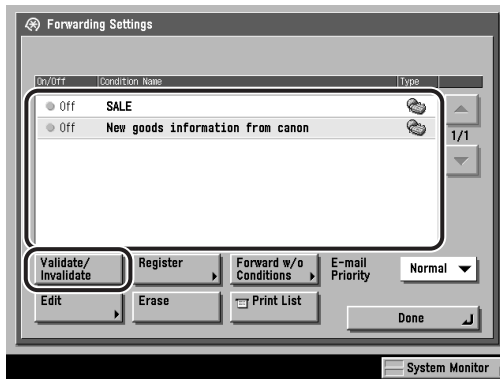 Forwarding Settings
On/Off Condition Name Type
Off SALE
Off New goods information from canon
1/1
Validate/
Invalidate
Register
Forward w/o
Conditions
E-mail
Priority
Normal
Edit
Erase
Print List
Done
System Monitor